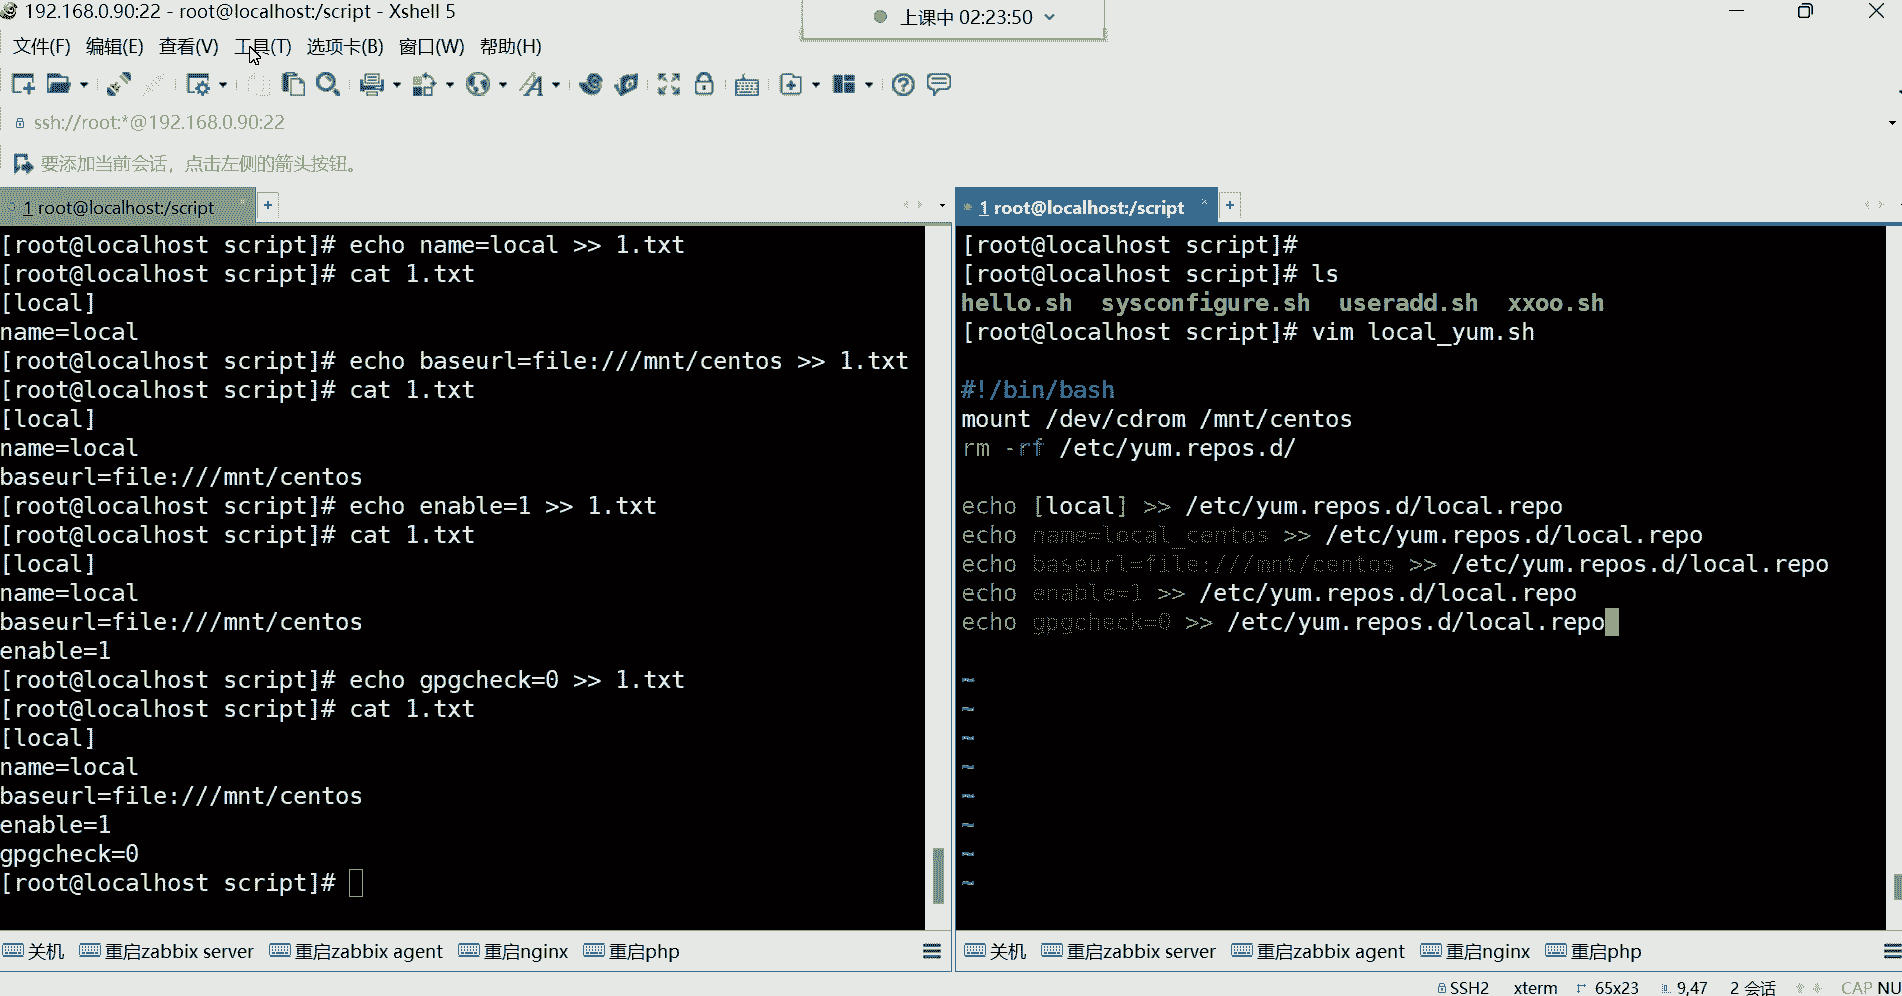 192.168.0.90:22 - root@localhost:/script - Xshell 5
上课中 02:23:50
文件(F) 编辑(E) 查看(V) 工具(T) 选项卡(B) 窗口(W) 帮助(H)
ssh://root:*@192.168.0.90:22
要添加当前会话，点击左侧的箭头按钮。
1 root@localhost:/script
[root@localhost script]# echo name=local >> 1.txt
[root@localhost script]# cat 1.txt
[local]
name=local
[root@localhost script]# echo baseurl=file:///mnt/centos >> 1.txt
[root@localhost script]# cat 1.txt
[local]
name=local
baseurl=file:///mnt/centos
[root@localhost script]# echo enable=1 >> 1.txt
[root@localhost script]# cat 1.txt
[local]
name=local
baseurl=file:///mnt/centos
enable=1
[root@localhost script]# echo gpgcheck=0 >> 1.txt
[root@localhost script]# cat 1.txt
[local]
name=local
baseurl=file:///mnt/centos
enable=1
gpgcheck=0
[root@localhost script]#
关机 重启zabbix server 重启zabbix agent 重启nginx 重启php
1 root@localhost:/script
[root@localhost script]#
[root@localhost script]# ls
hello.sh sysconfigure.sh useradd.sh xxoo.sh
[root@localhost script]# vim local_yum.sh
#!/bin/bash
mount /dev/cdrom /mnt/centos
rm -rf /etc/yum.repos.d/
echo [local] >> /etc/yum.repos.d/local.repo
echo name=local_centos >> /etc/yum.repos.d/local.repo
echo baseurl=file:///mnt/centos >> /etc/yum.repos.d/local.repo
echo enable=1 >> /etc/yum.repos.d/local.repo
echo gpgcheck=0 >> /etc/yum.repos.d/local.repo
~
~
~
~
~
~
~
~
关机 重启zabbix server 重启zabbix agent 重启nginx 重启php
SSH2 xterm 65x23 9,47 2 会话 CAP NU